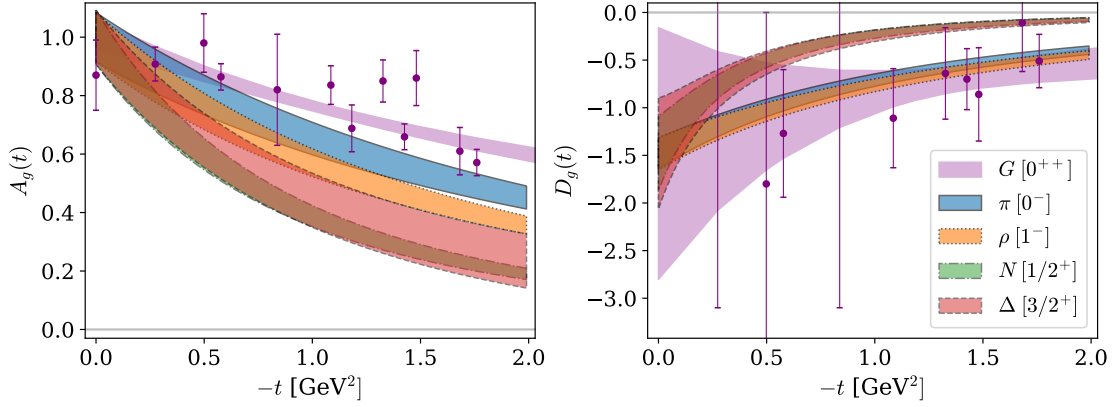 1.0
0.8
0.6
0.4
0.2
0.0
A_g(t)
0.0 0.5 1.0 1.5 2.0
−t [GeV²]
0.0
−0.5
−1.0
−1.5
−2.0
−2.5
−3.0
D_g(t)
G [0⁺⁺]
π [0⁻]
ρ [1⁻]
N [1/2⁺]
Δ [3/2⁺]
0.0 0.5 1.0 1.5 2.0
−t [GeV²]